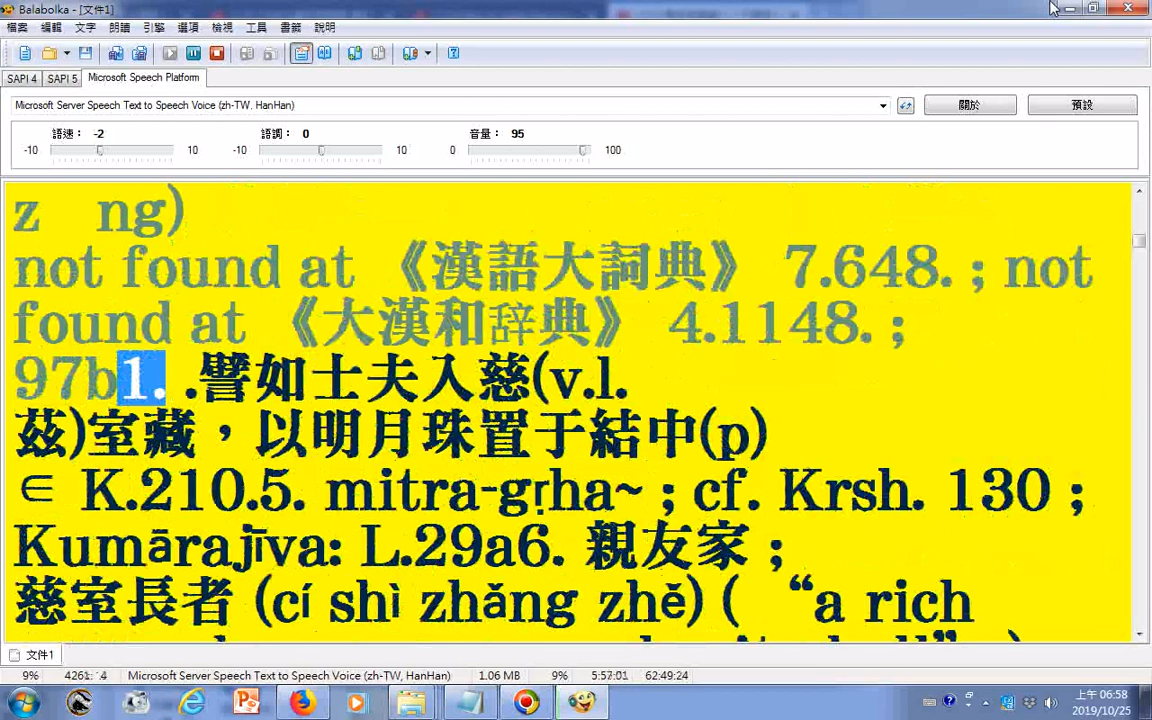 Balabolka - [文件1]
檔案 編輯 文字 朗讀 引擎 選項 檢視 工具 書籤 說明
SAPI 4 SAPI 5 Microsoft Speech Platform
Microsoft Server Speech Text to Speech Voice (zh-TW, HanHan) 關於 預設
語速： -2 語調： 0 音量： 95
-10 10 -10 10 0 100
z ng)
not found at 《漢語大詞典》 7.648. ; not
found at 《大漢和辞典》 4.1148. ;
97b1. .譬如士夫入慈(v.l.
茲)室藏，以明月珠置于結中(p)
∈ K.210.5. mitra-gṛha~ ; cf. Krsh. 130 ;
Kumārajīva: L.29a6. 親友家 ;
慈室長者 (cí shì zhǎng zhě) ( “a rich
文件1
9% Microsoft Server Speech Text to Speech Voice (zh-TW, HanHan) 1.06 MB 9% 5:57:01 62:49:24
上午 06:58
2019/10/25